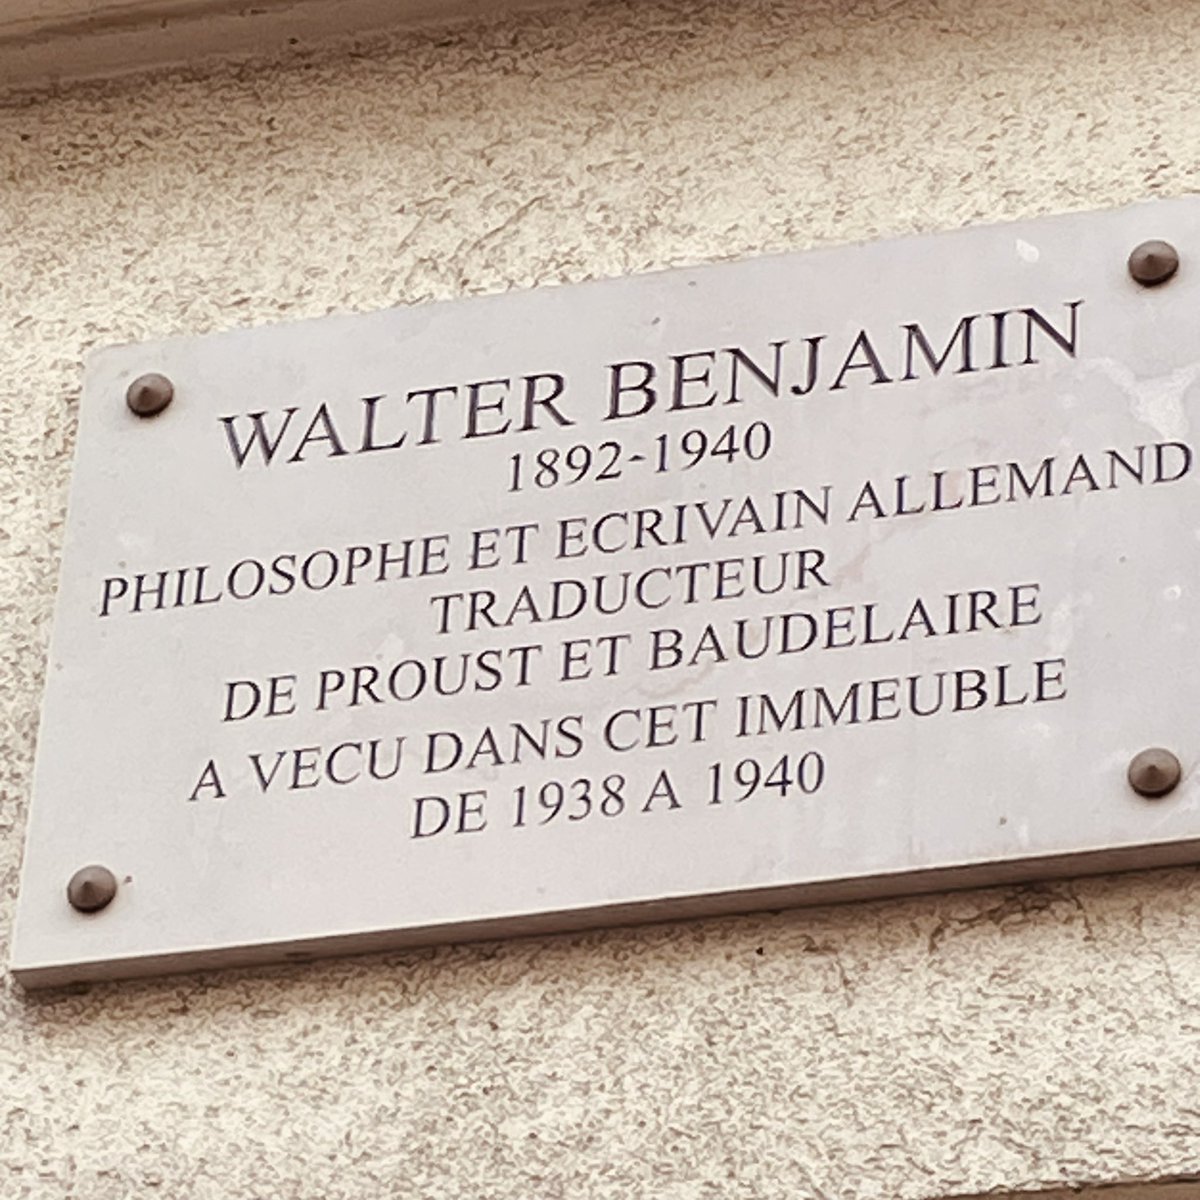 WALTER BENJAMIN
1892-1940
PHILOSOPHE ET ECRIVAIN ALLEMAND
TRADUCTEUR
DE PROUST ET BAUDELAIRE
A VECU DANS CET IMMEUBLE
DE 1938 A 1940